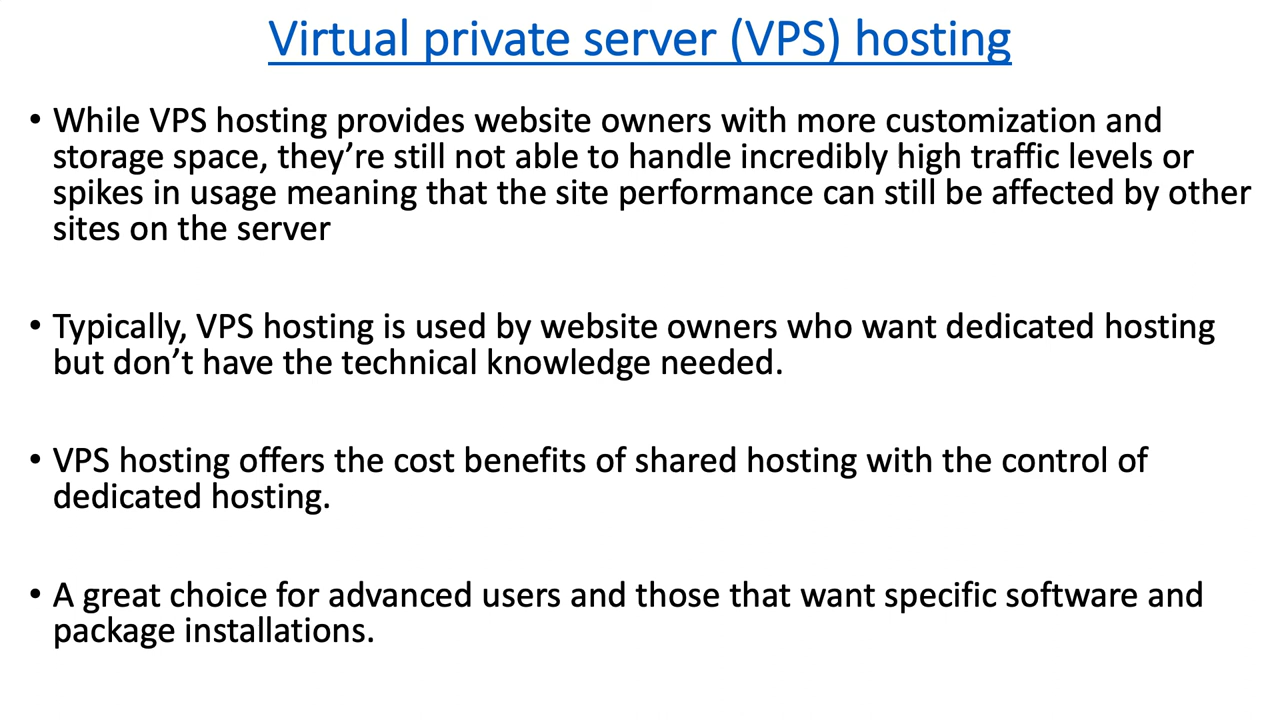 Virtual private server (VPS) hosting
• While VPS hosting provides website owners with more customization and
storage space, they’re still not able to handle incredibly high traffic levels or
spikes in usage meaning that the site performance can still be affected by other
sites on the server
• Typically, VPS hosting is used by website owners who want dedicated hosting
but don’t have the technical knowledge needed.
• VPS hosting offers the cost benefits of shared hosting with the control of
dedicated hosting.
• A great choice for advanced users and those that want specific software and
package installations.